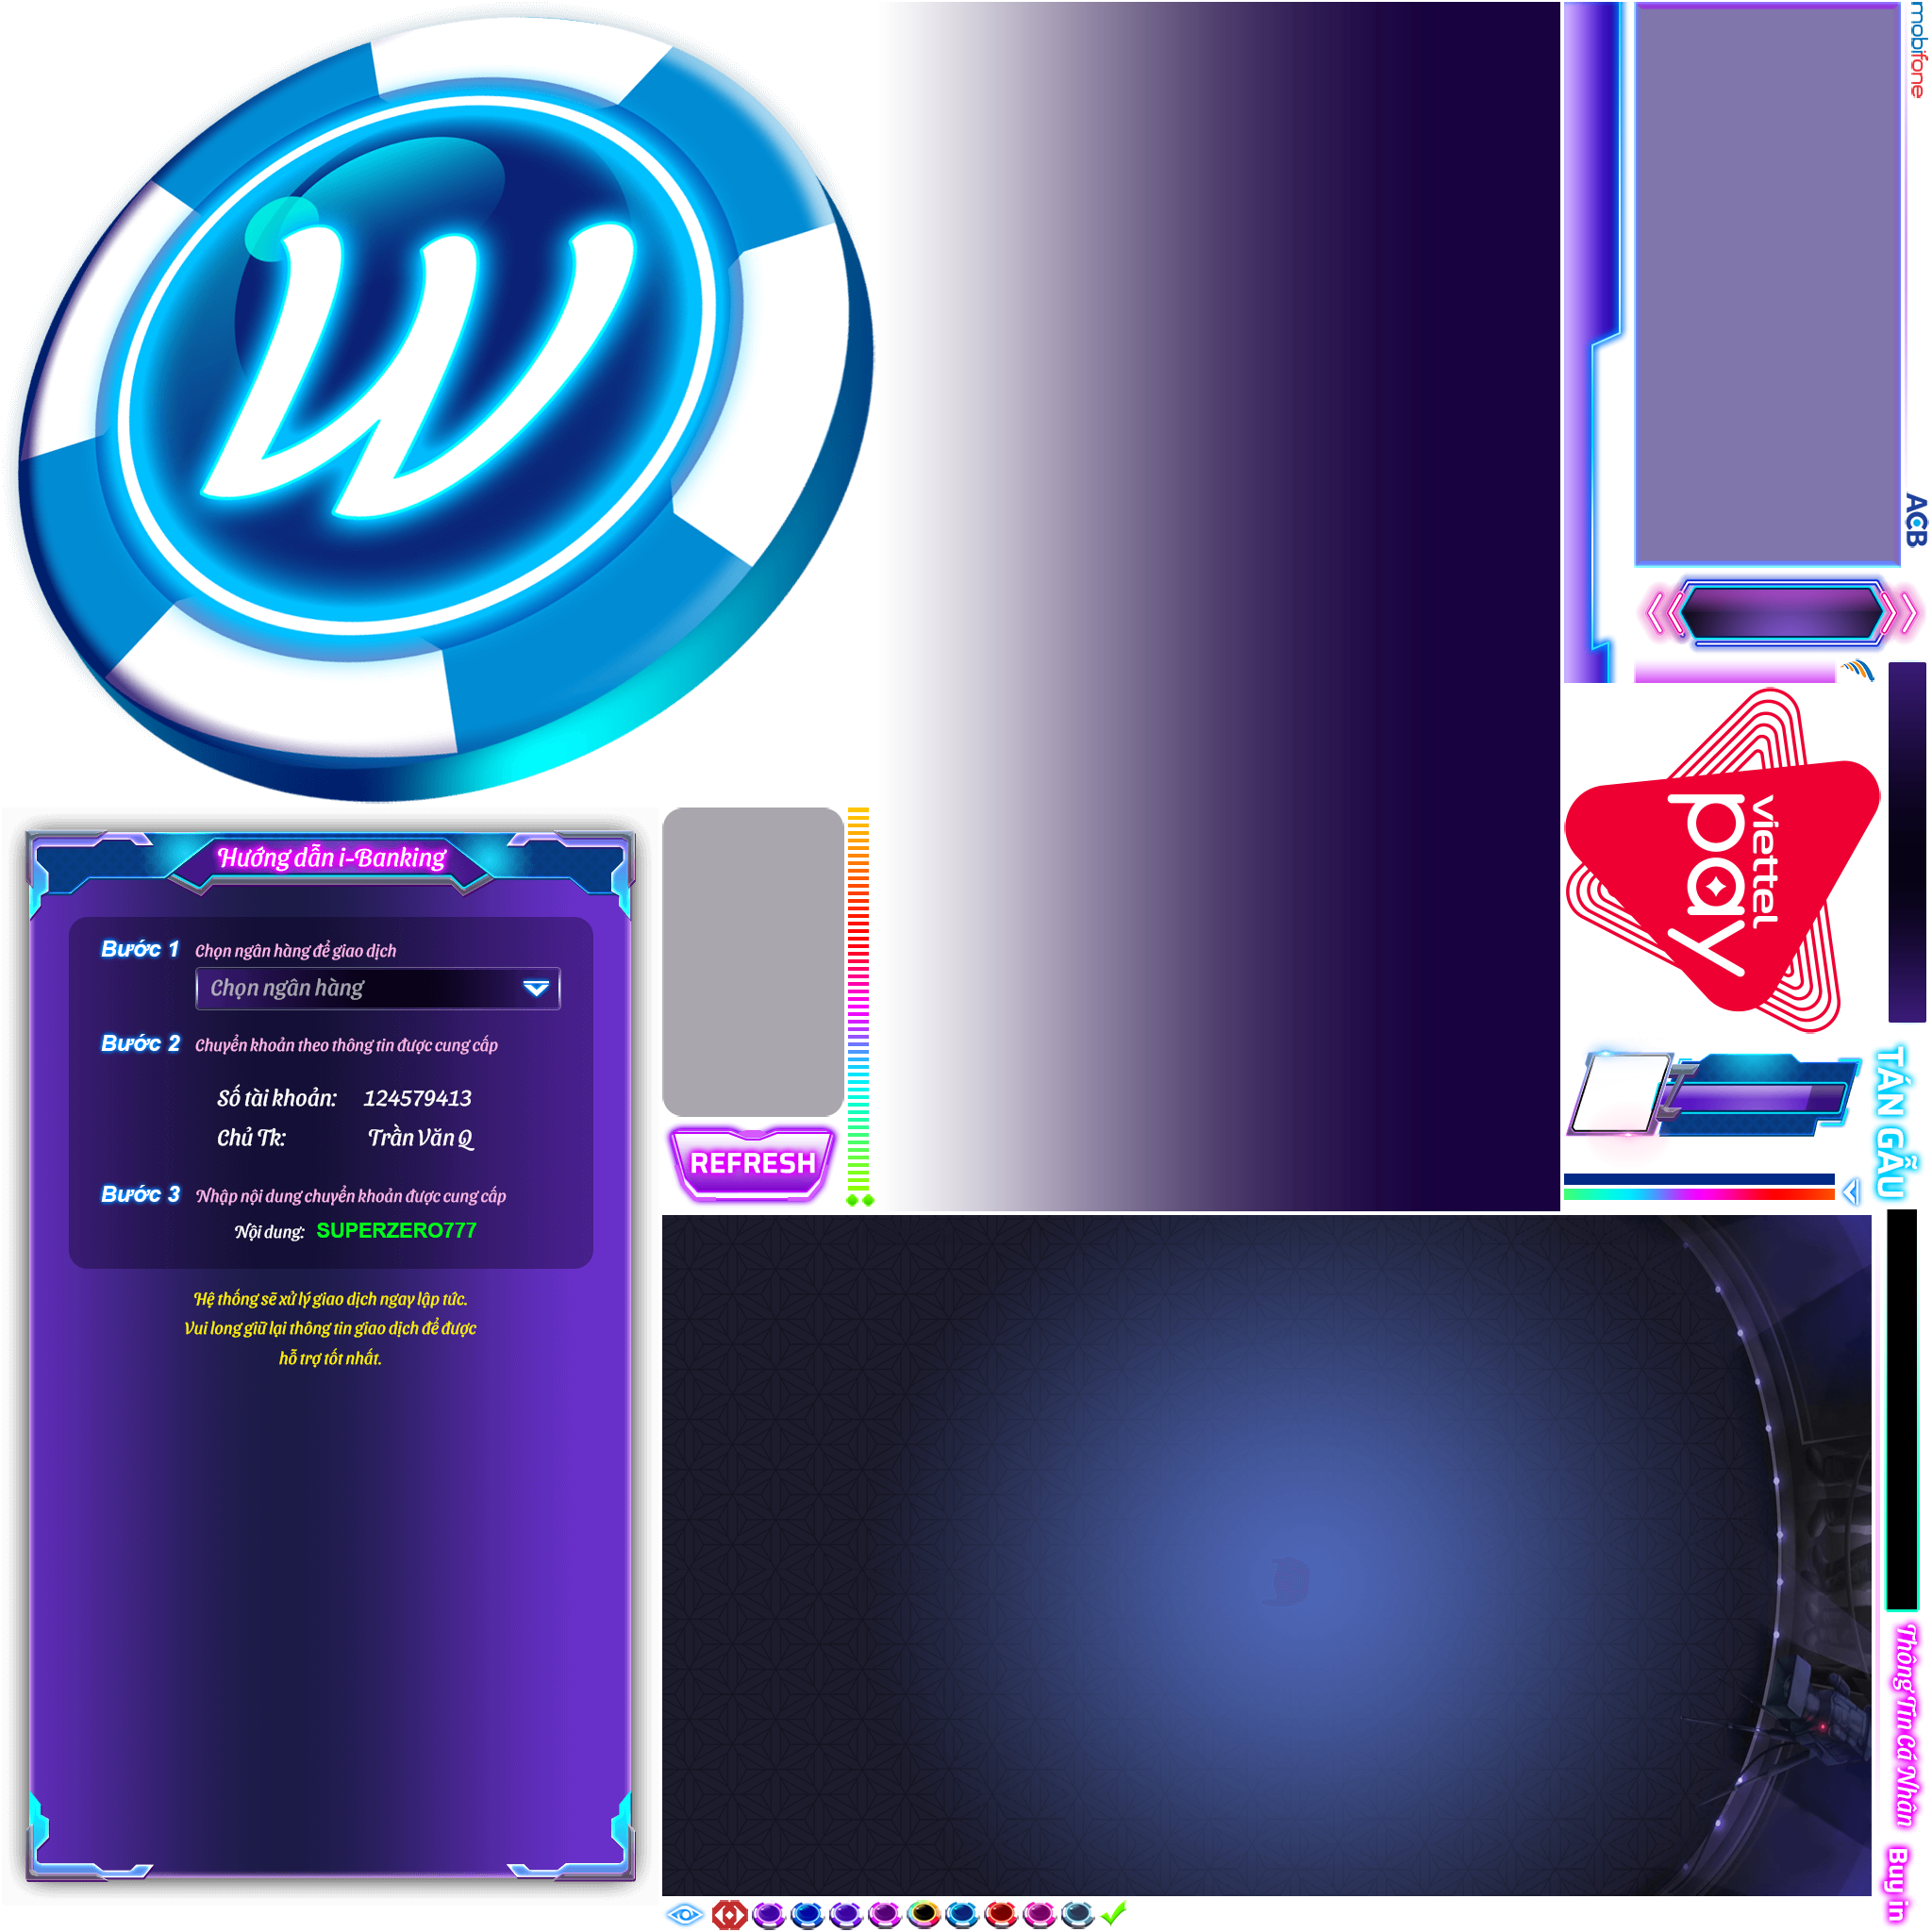 W
mobifone
ACB
viettel
pay
Hướng dẫn i-Banking
Bước 1 Chọn ngân hàng để giao dịch
Chọn ngân hàng
Bước 2 Chuyển khoản theo thông tin được cung cấp
Số tài khoản: 124579413
Chủ Tk: Trần Văn Q
Bước 3 Nhập nội dung chuyển khoản được cung cấp
Nội dung: SUPERZERO777
Hệ thống sẽ xử lý giao dịch ngay lập tức.
Vui long giữ lại thông tin giao dịch để được
hỗ trợ tốt nhất.
REFRESH
TÁN GẪU
Thông Tin cá Nhân
Buy in